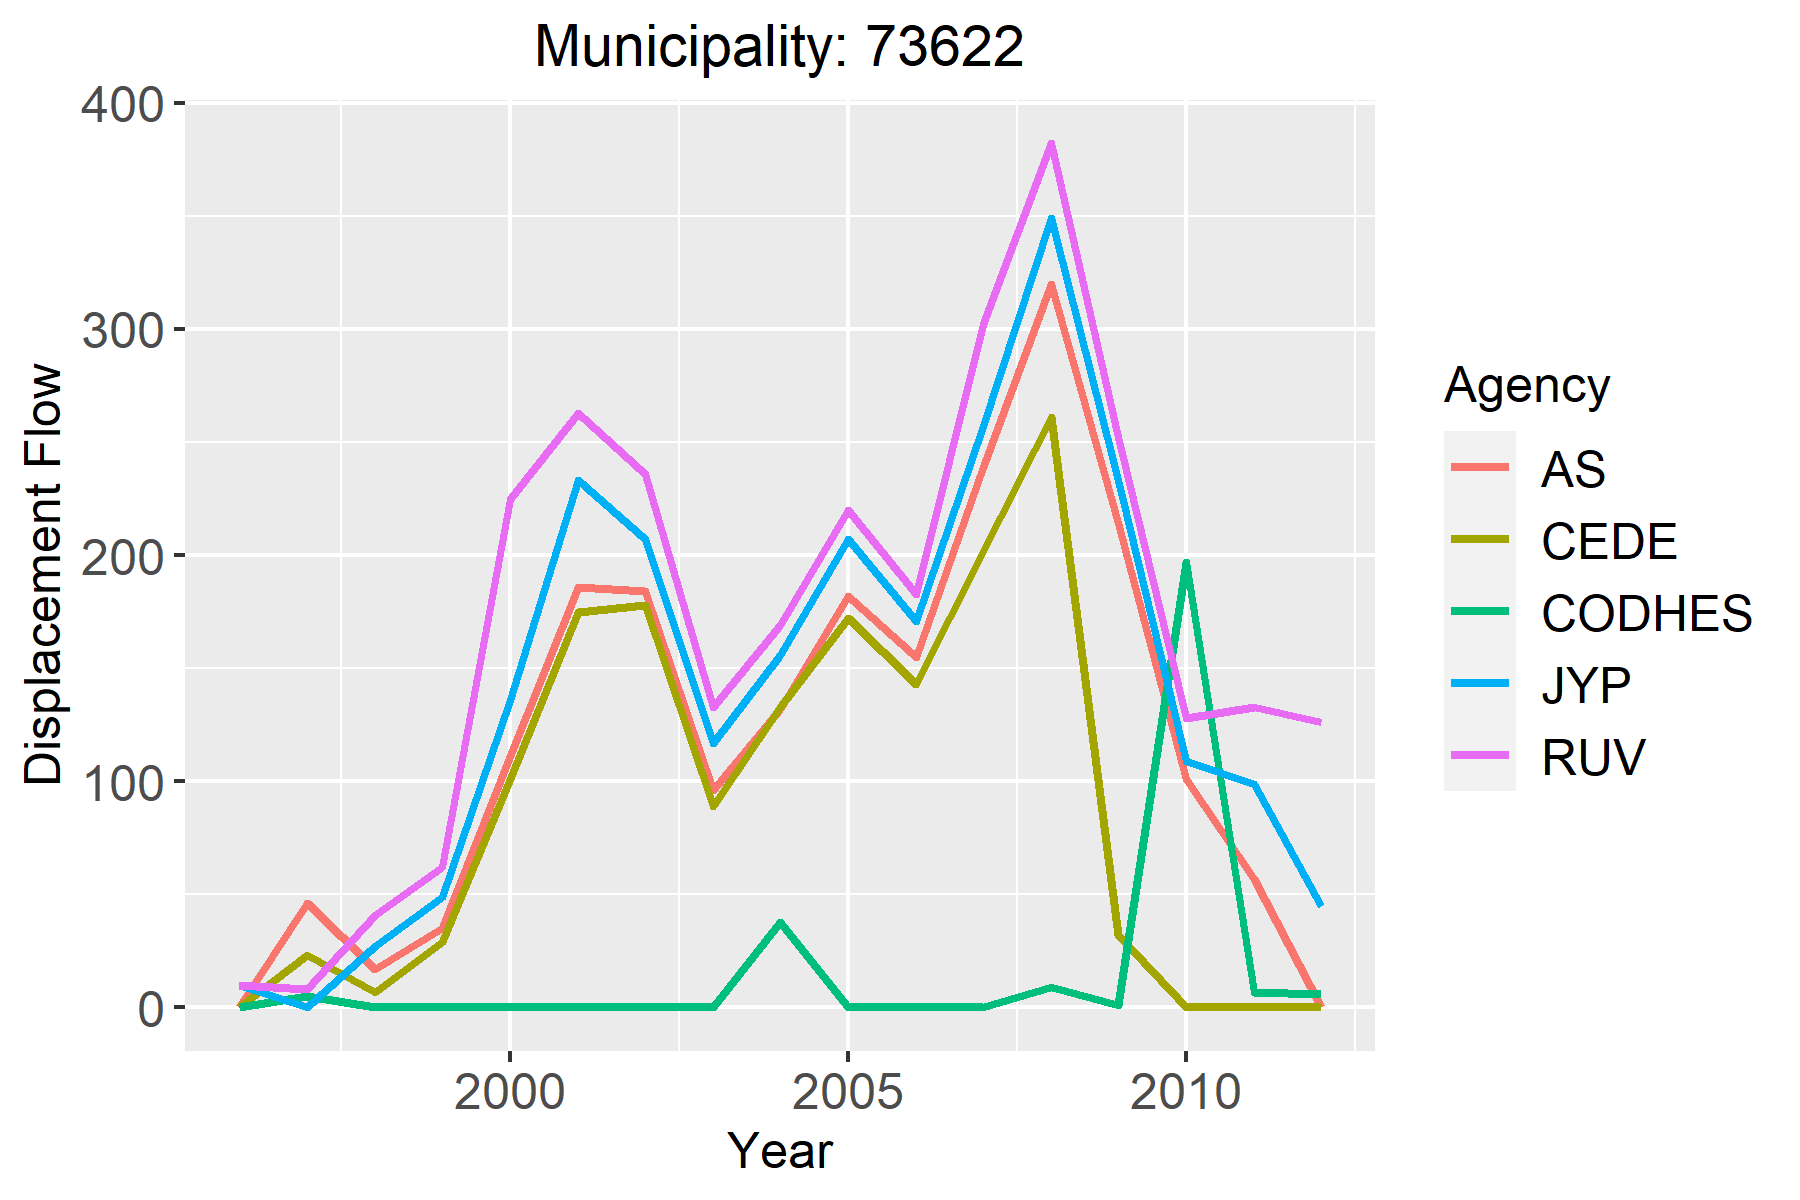 Municipality: 73622
400
300
200
100
0
Displacement Flow
2000 2005 2010
Year
Agency
AS
CEDE
CODHES
JYP
RUV